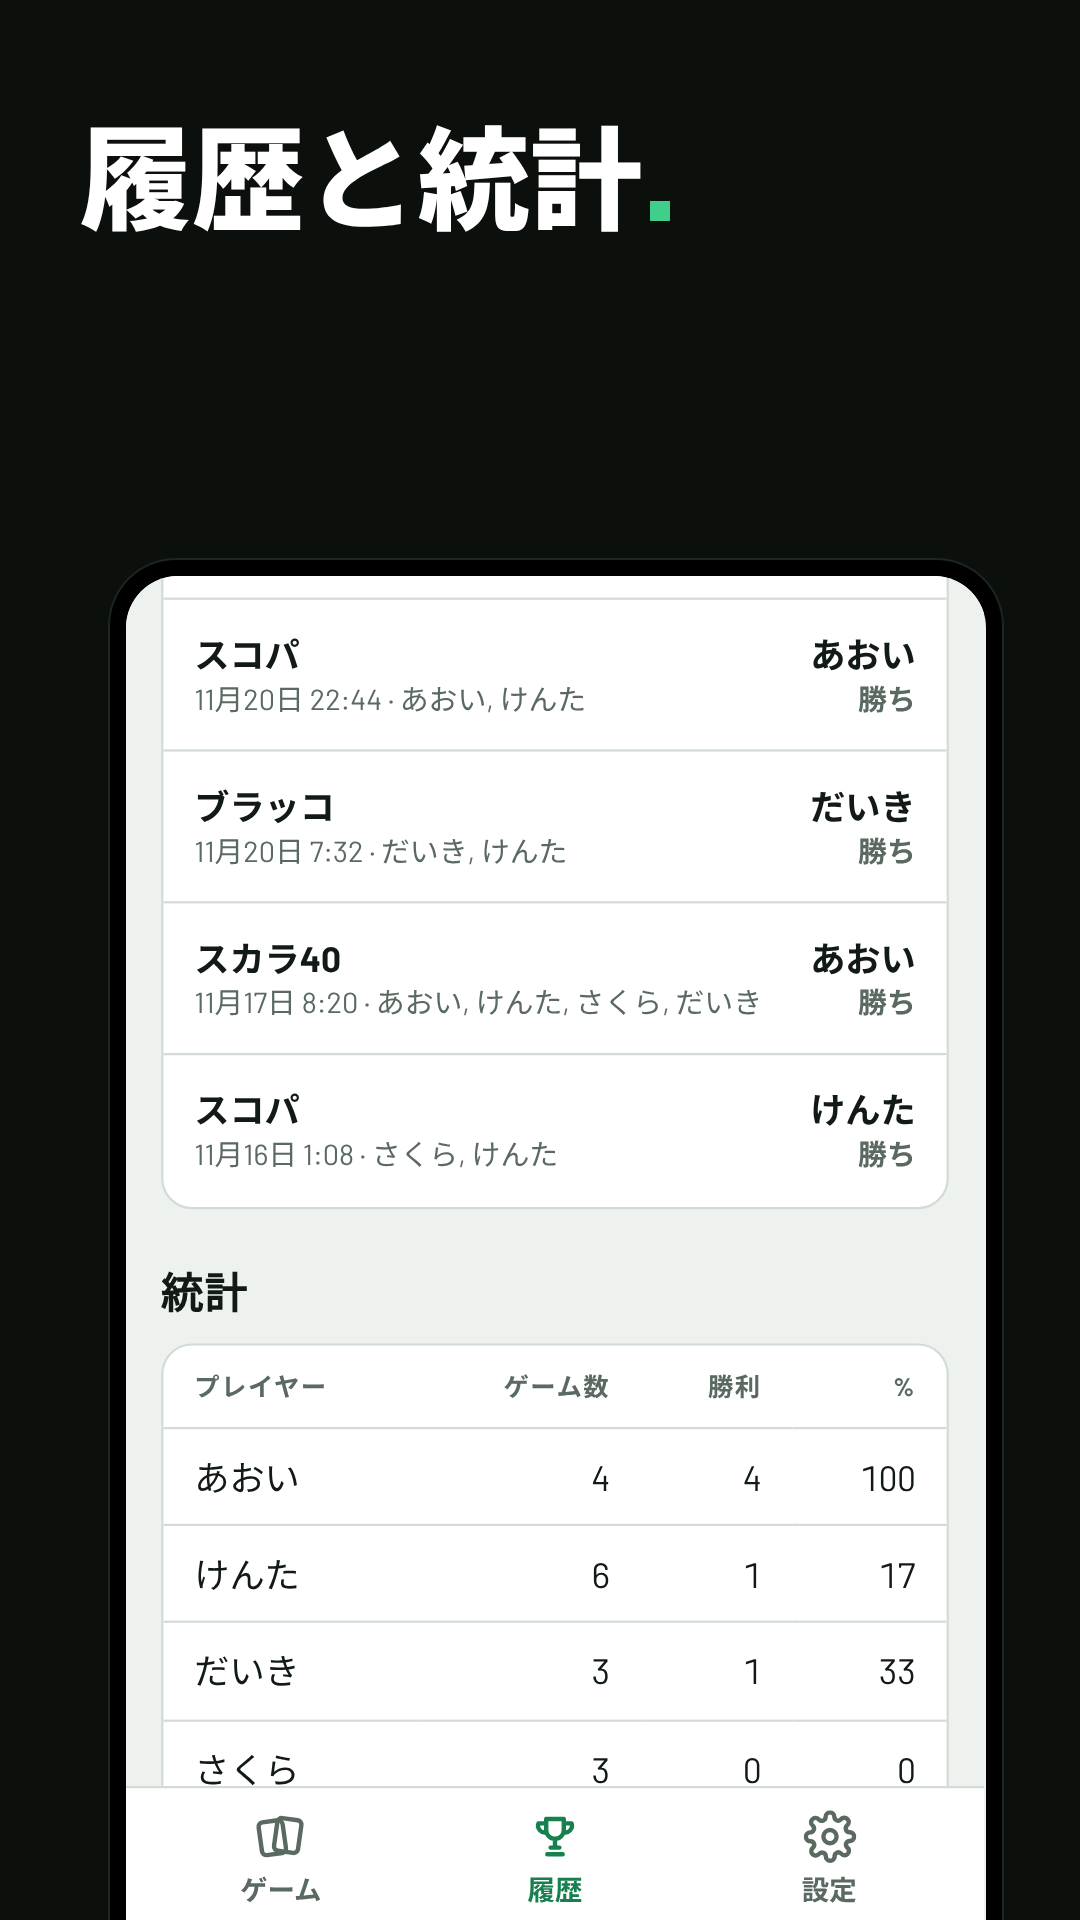 履歴と統計.
スコパ あおい
11月20日 22:44 · あおい, けんた 勝ち
ブラッコ だいき
11月20日 7:32 · だいき, けんた 勝ち
スカラ40 あおい
11月17日 8:20 · あおい, けんた, さくら, だいき 勝ち
スコパ けんた
11月16日 1:08 · さくら, けんた 勝ち
統計
プレイヤー ゲーム数 勝利 %
あおい 4 4 100
けんた 6 1 17
だいき 3 1 33
さくら 3 0 0
ゲーム 履歴 設定